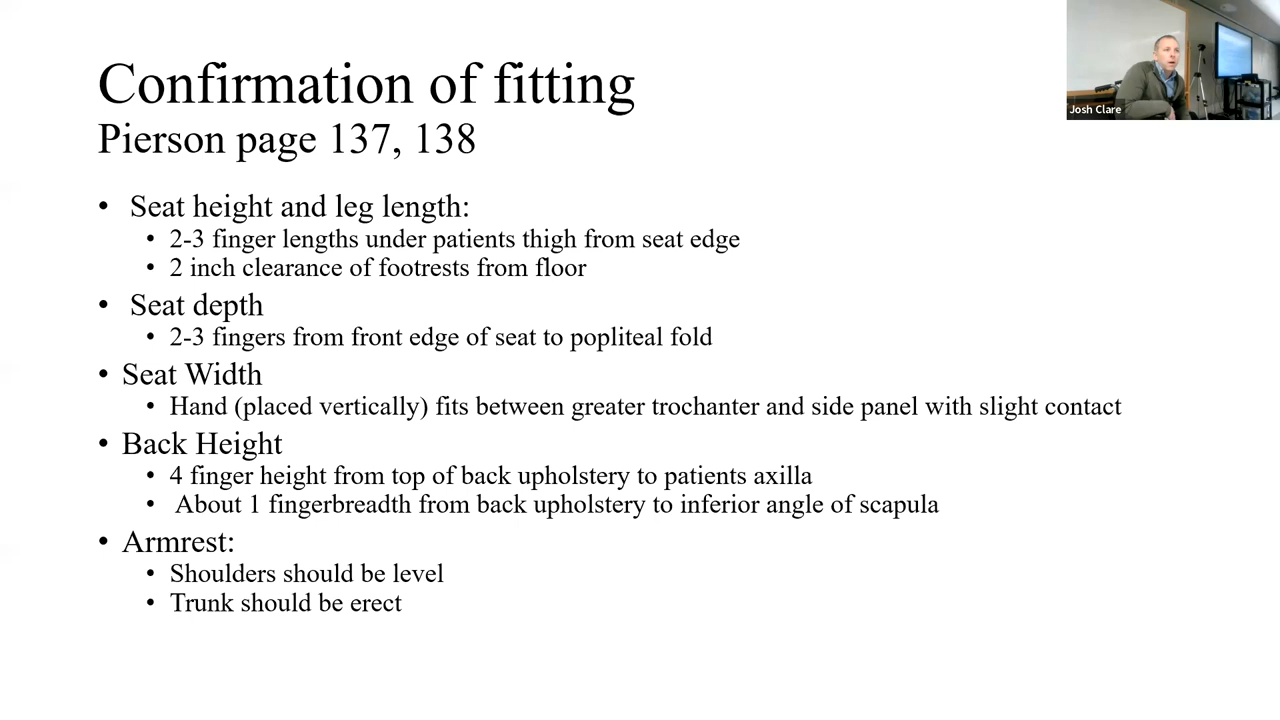 Confirmation of fitting
Pierson page 137, 138
• Seat height and leg length:
• 2-3 finger lengths under patients thigh from seat edge
• 2 inch clearance of footrests from floor
• Seat depth
• 2-3 fingers from front edge of seat to popliteal fold
• Seat Width
• Hand (placed vertically) fits between greater trochanter and side panel with slight contact
• Back Height
• 4 finger height from top of back upholstery to patients axilla
• About 1 fingerbreadth from back upholstery to inferior angle of scapula
• Armrest:
• Shoulders should be level
• Trunk should be erect
Josh Clare